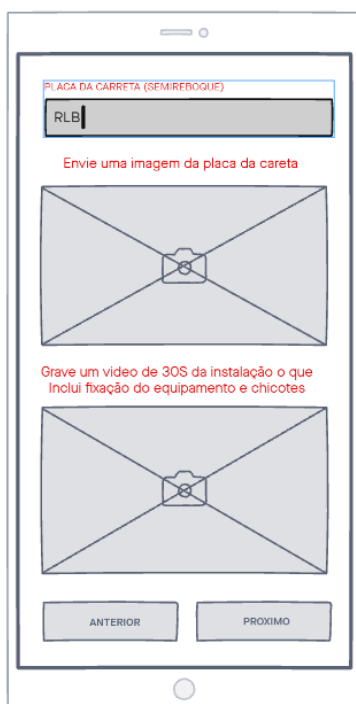 PLACA DA CARRETA (SEMIREBOQUE)
RLB
Envie uma imagem da placa da careta
Grave um video de 30S da instalação o que
Inclui fixação do equipamento e chicotes
ANTERIOR
PROXIMO